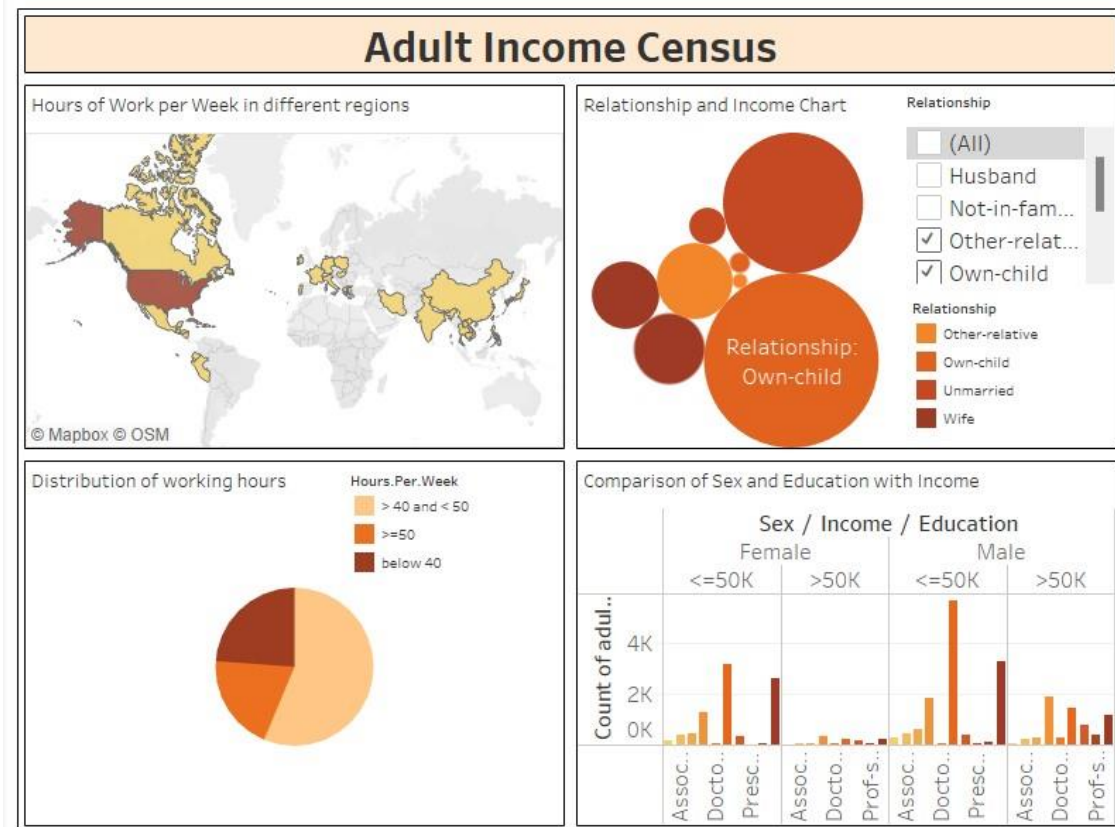 Adult Income Census
Hours of Work per Week in different regions
© Mapbox © OSM
Relationship and Income Chart
Relationship
(All)
Husband
Not-in-fam...
Other-relat...
Own-child
Relationship
Other-relative
Own-child
Unmarried
Wife
Relationship:
Own-child
Distribution of working hours
Hours.Per.Week
> 40 and < 50
>=50
below 40
Comparison of Sex and Education with Income
Sex / Income / Education
Female
Male
<=50K
>50K
<=50K
>50K
Count of adul..
4K
2K
0K
Assoc..
Docto..
Presc..
Assoc..
Docto..
Prof-s..
Assoc..
Docto..
Presc..
Assoc..
Docto..
Prof-s..